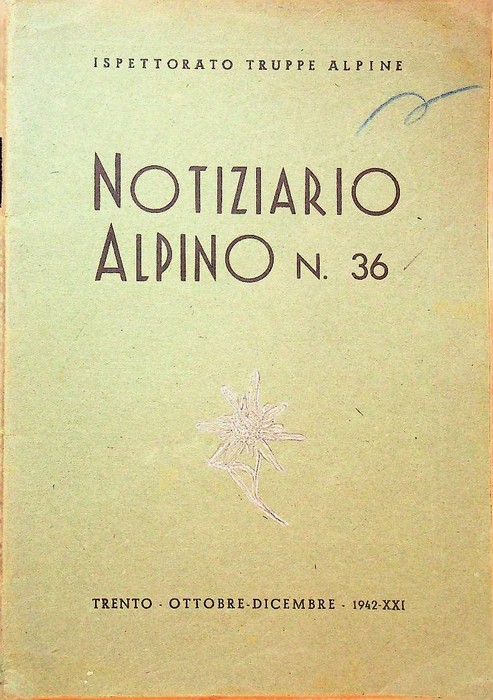 ISPETTORATO TRUPPE ALPINE
NOTIZIARIO
ALPINO N. 36
TRENTO - OTTOBRE-DICEMBRE - 1942-XXI